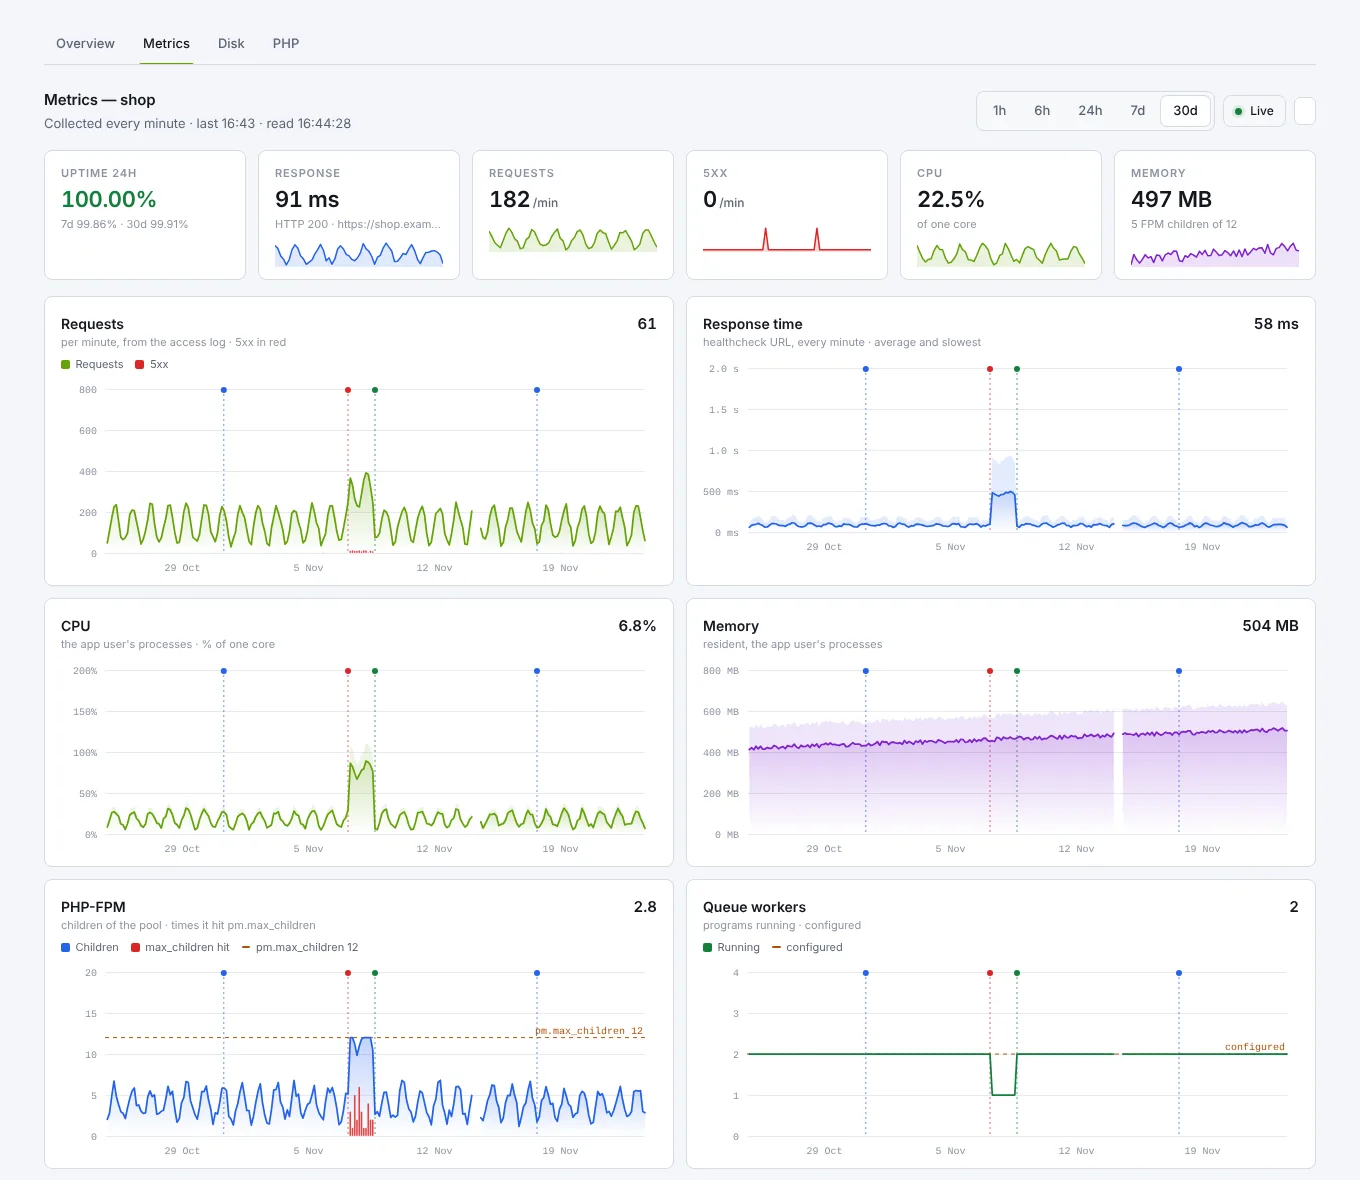 Overview Metrics Disk PHP
Metrics — shop
Collected every minute · last 16:43 · read 16:44:28
1h 6h 24h 7d 30d Live
UPTIME 24H
100.00%
7d 99.86% · 30d 99.91%
RESPONSE
91 ms
HTTP 200 · https://shop.exam...
REQUESTS
182 /min
5XX
0 /min
CPU
22.5%
of one core
MEMORY
497 MB
5 FPM children of 12
Requests 61
per minute, from the access log · 5xx in red
Requests 5xx
800
600
400
200
0
29 Oct 5 Nov 12 Nov 19 Nov
Response time 58 ms
healthcheck URL, every minute · average and slowest
2.0 s
1.5 s
1.0 s
500 ms
0 ms
29 Oct 5 Nov 12 Nov 19 Nov
CPU 6.8%
the app user's processes · % of one core
200%
150%
100%
50%
0%
29 Oct 5 Nov 12 Nov 19 Nov
Memory 504 MB
resident, the app user's processes
800 MB
600 MB
400 MB
200 MB
0 MB
29 Oct 5 Nov 12 Nov 19 Nov
PHP-FPM 2.8
children of the pool · times it hit pm.max_children
Children max_children hit pm.max_children 12
20
15
pm.max_children 12
10
5
0
29 Oct 5 Nov 12 Nov 19 Nov
Queue workers 2
programs running · configured
Running configured
4
3
configured
2
1
0
29 Oct 5 Nov 12 Nov 19 Nov